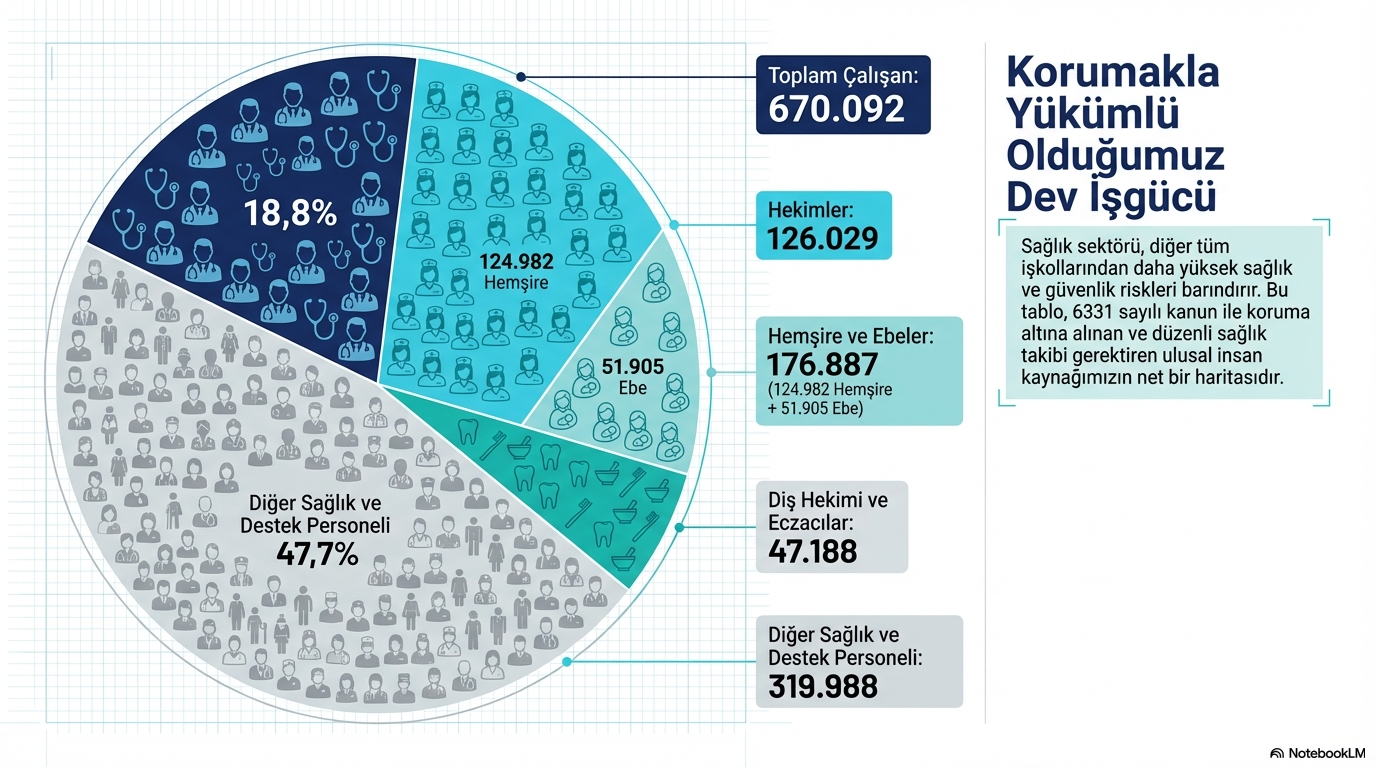 Korumakla
Yükümlü
Olduğumuz
Dev İşgücü
Sağlık sektörü, diğer tüm
işkollarından daha yüksek sağlık
ve güvenlik riskleri barındırır. Bu
tablo, 6331 sayılı kanun ile koruma
altına alınan ve düzenli sağlık
takibi gerektiren ulusal insan
kaynağımızın net bir haritasıdır.
18,8%
124.982
Hemşire
51.905
Ebe
Diğer Sağlık ve
Destek Personeli
47,7%
Toplam Çalışan:
670.092
Hekimler:
126.029
Hemşire ve Ebeler:
176.887
(124.982 Hemşire
+ 51.905 Ebe)
Diş Hekimi ve
Eczacılar:
47.188
Diğer Sağlık ve
Destek Personeli:
319.988
NotebookLM